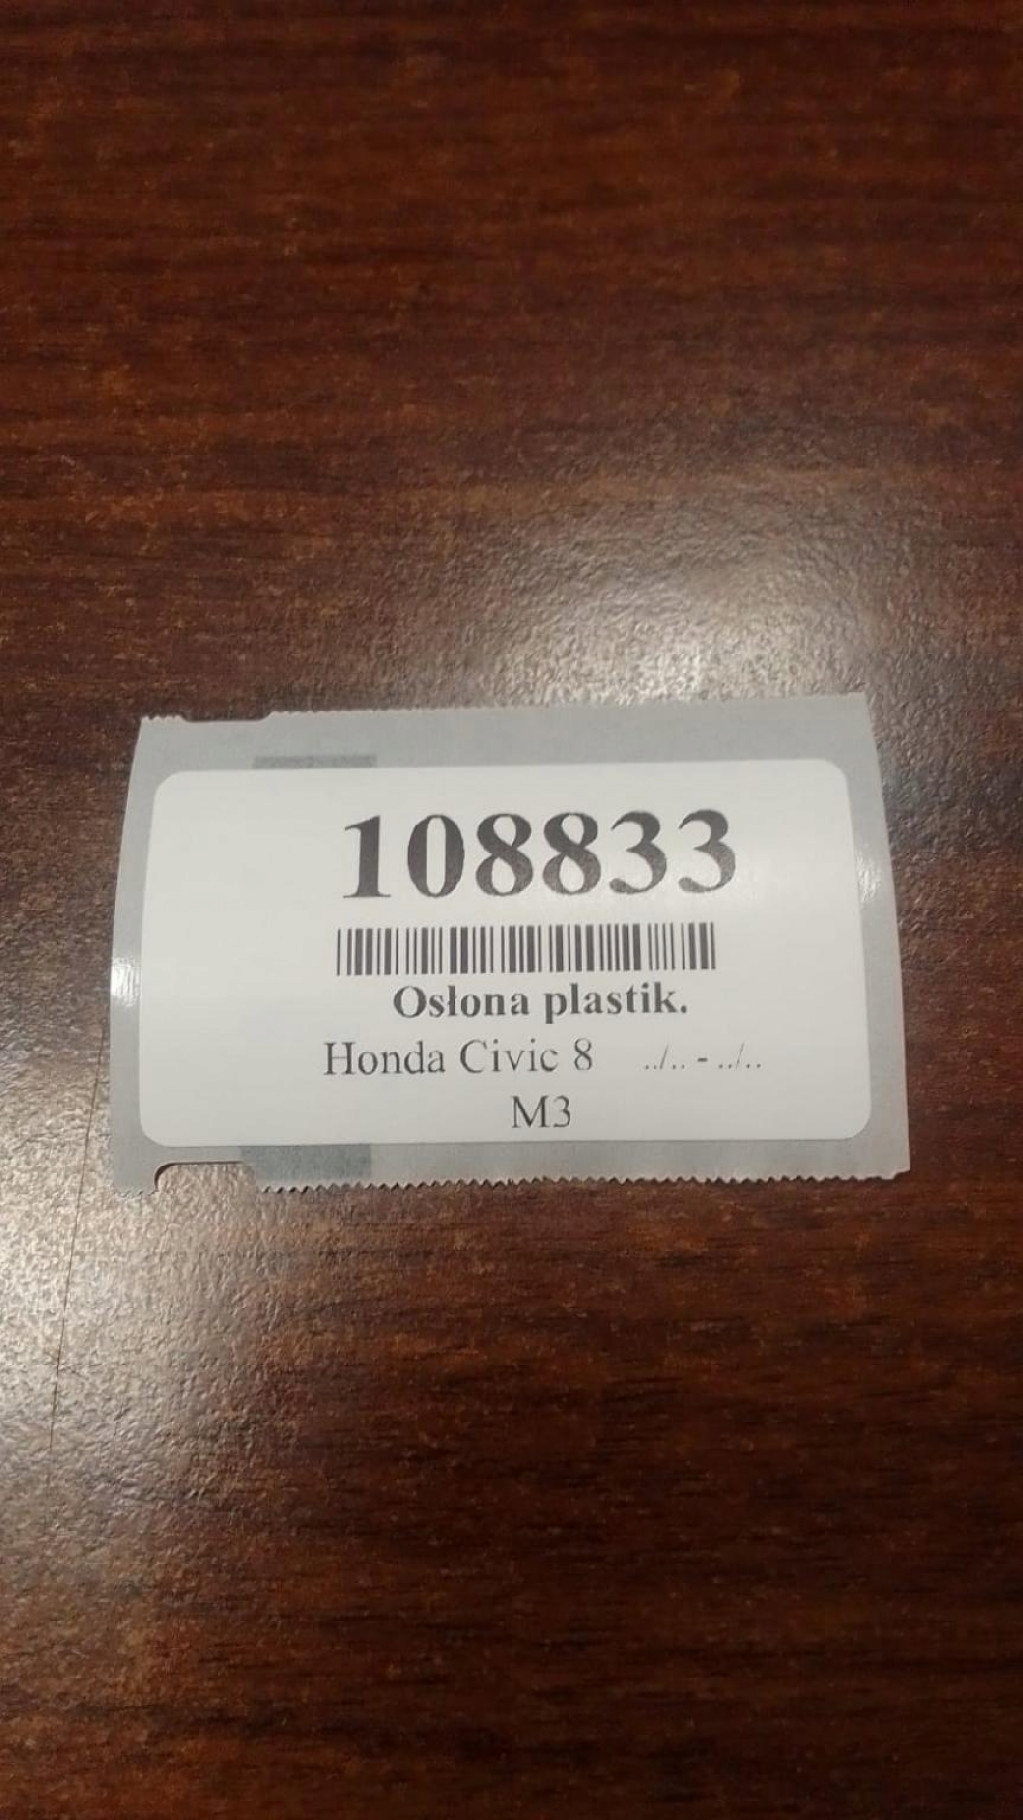 108833
Osłona plastik.
Honda Civic 8 ../.. - ../..
M3